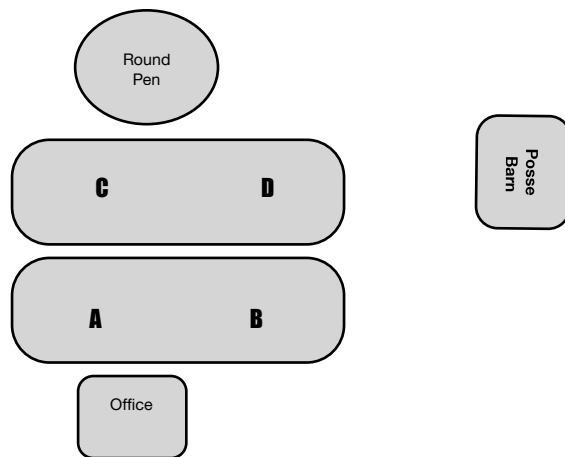 Round
Pen
C D
Posse
Barn
A B
Office